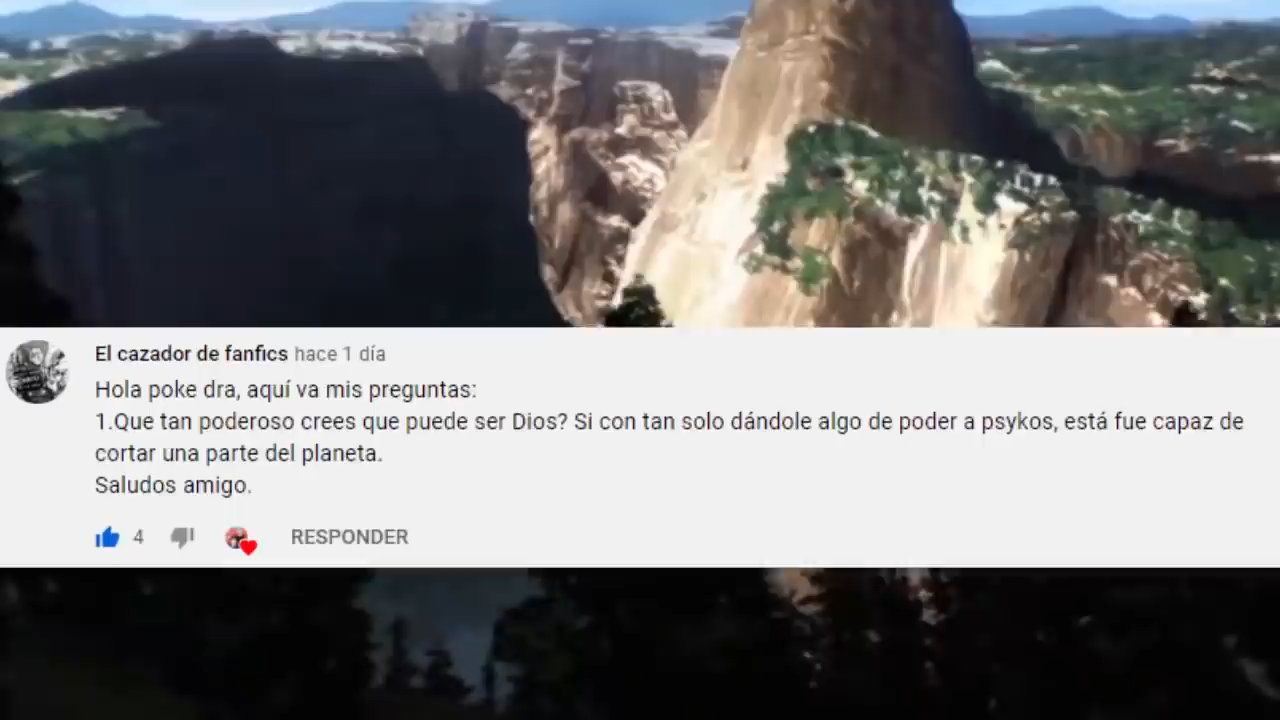 El cazador de fanfics hace 1 día
Hola poke dra, aquí va mis preguntas:
1.Que tan poderoso crees que puede ser Dios? Si con tan solo dándole algo de poder a psykos, está fue capaz de
cortar una parte del planeta.
Saludos amigo.
4 RESPONDER